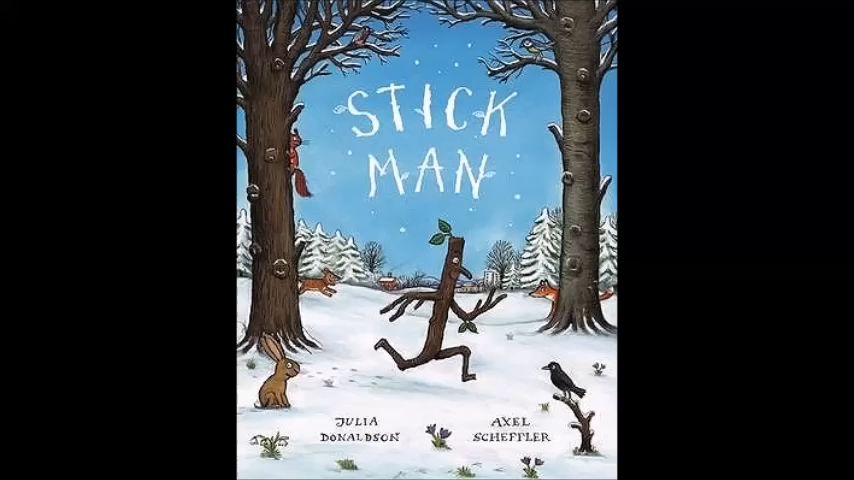 STICK
MAN
JULIA
DONALDSON
AXEL
SCHEFFLER